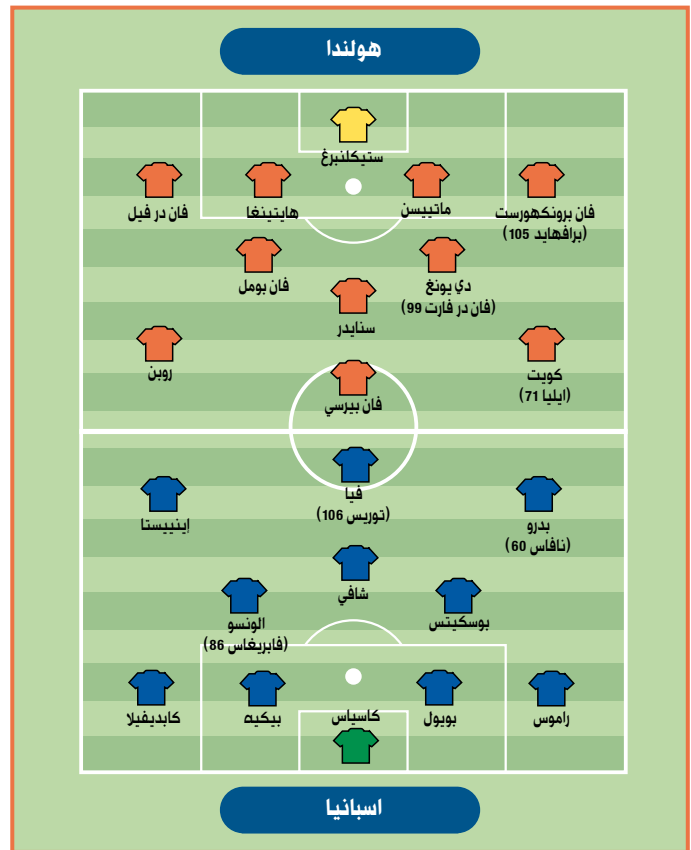 هولندا
ستيكلنبرغ
فان برونكهورست
(برافهايد 105)
ماتييسن
هايتينغا
فان در فيل
دي يونغ
(فان در فارت 99)
فان بومل
سنايدر
كويت
(ايليا 71)
روبن
فان بيرسي
فيا
(توريس 106)
بدرو
(نافاس 60)
إينييستا
شافي
بوسكيتس
الونسو
(فابريغاس 86)
راموس
بويول
كاسياس
بيكيه
كابديفيلا
اسبانيا